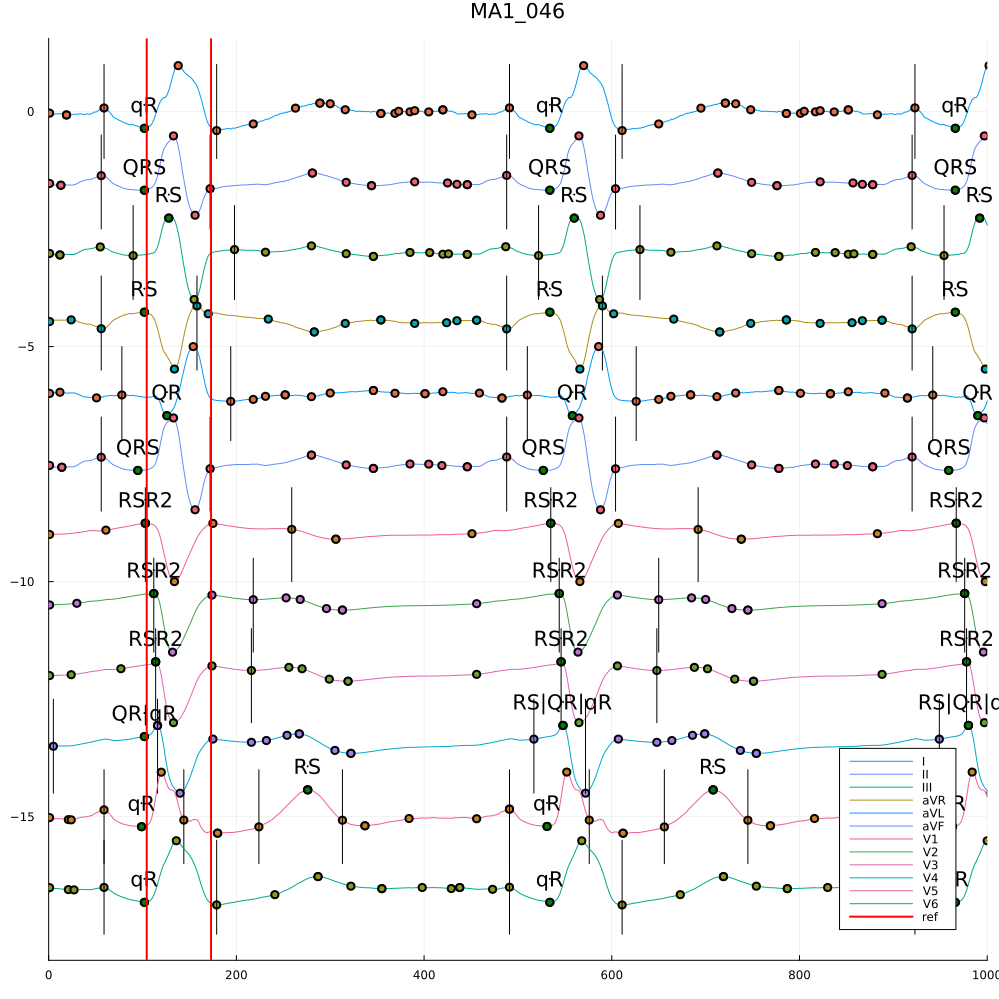 MA1_046
0
qR qR
QRS QRS QRS
RS RS RS
RS RS RS
−5
QR QR QR
QRS QRS QRS
RSR2 RSR2 RSR2
−10
RSR2 RSR2 RSR2
RSR2 RSR2 RSR2
QR|qR RS|QR|qR RS|QR|q
RS RS
qR qR R
−15
qR qR R
I
II
III
aVR
aVL
aVF
V1
V2
V3
V4
V5
V6
ref
0 200 400 600 800 1000